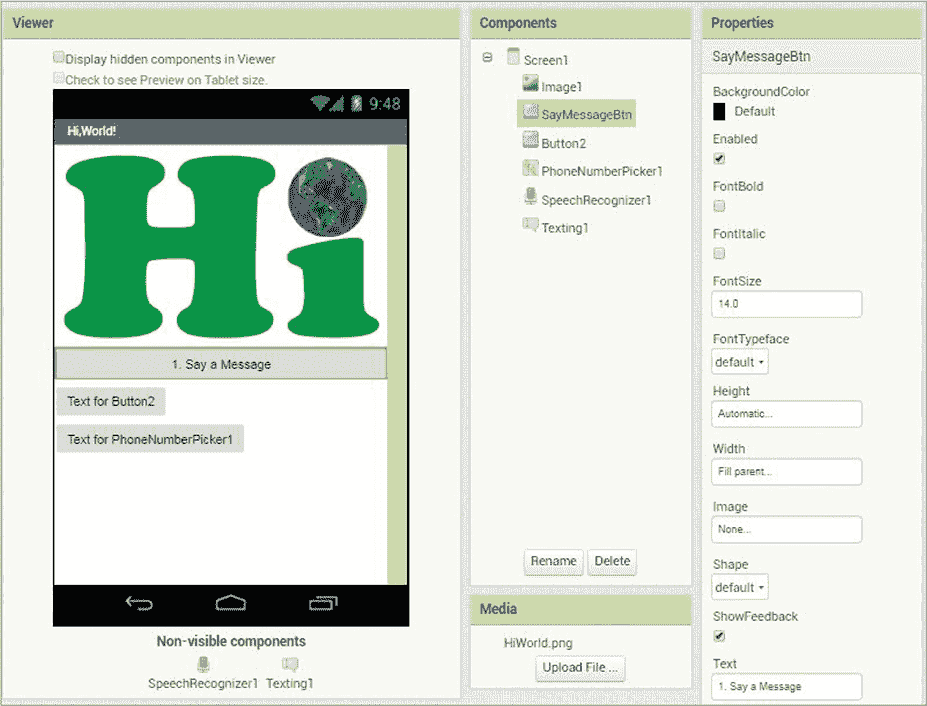 Viewer
Display hidden components in Viewer
Check to see Preview on Tablet size.
9:48
Hi,World!
Hi
1. Say a Message
Text for Button2
Text for PhoneNumberPicker1
Non-visible components
SpeechRecognizer1 Texting1
Components
Screen1
Image1
SayMessageBtn
Button2
PhoneNumberPicker1
SpeechRecognizer1
Texting1
Rename Delete
Media
HiWorld.png
Upload File ...
Properties
SayMessageBtn
BackgroundColor
Default
Enabled
FontBold
FontItalic
FontSize
14.0
FontTypeface
default
Height
Automatic...
Width
Fill parent...
Image
None...
Shape
default
ShowFeedback
Text
1. Say a Message